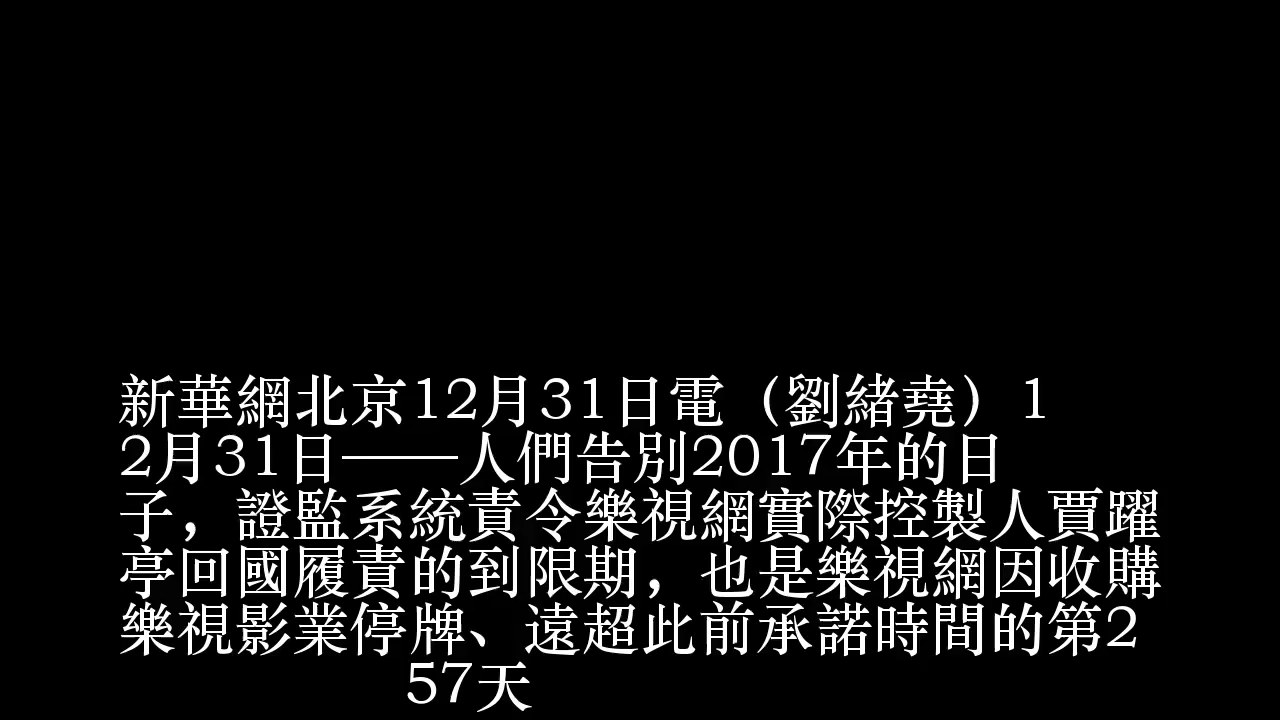 新華網北京12月31日電（劉緒堯）1
2月31日——人們告別2017年的日
子，證監系統責令樂視網實際控製人賈躍
亭回國履責的到限期，也是樂視網因收購
樂視影業停牌、遠超此前承諾時間的第2
57天